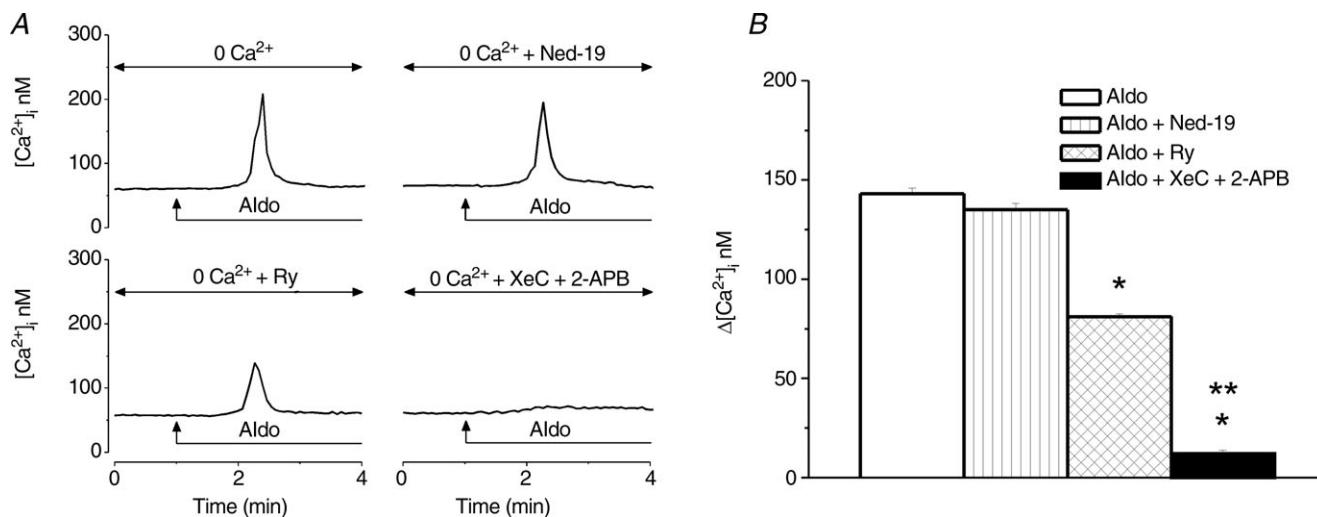 A
300
200
100
0
[Ca²⁺]ᵢ nM
0 Ca²⁺
Aldo
0 Ca²⁺ + Ned-19
Aldo
300
200
100
0
[Ca²⁺]ᵢ nM
0 Ca²⁺ + Ry
Aldo
0 Ca²⁺ + XeC + 2-APB
Aldo
0 2 4
0 2 4
Time (min)
Time (min)
B
200
150
100
50
0
Δ[Ca²⁺]ᵢ nM
Aldo
Aldo + Ned-19
Aldo + Ry
Aldo + XeC + 2-APB
*
**
*